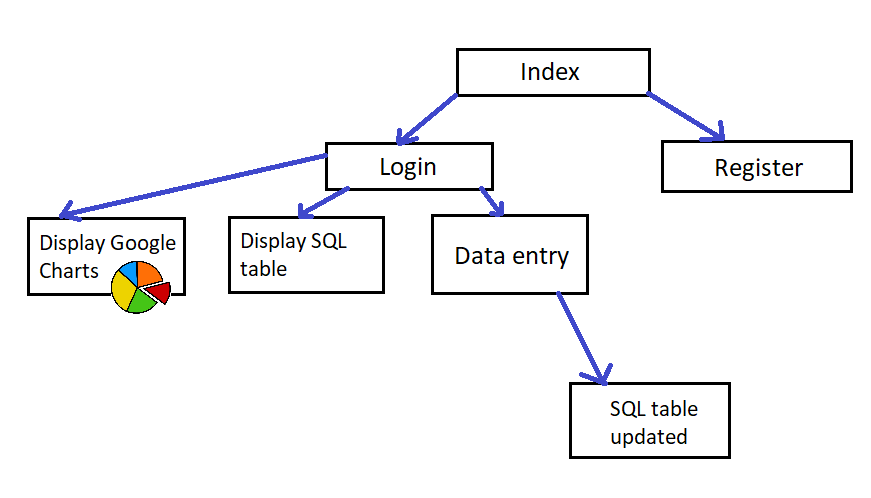 Index
Login
Register
Display Google
Charts
Display SQL
table
Data entry
SQL table
updated